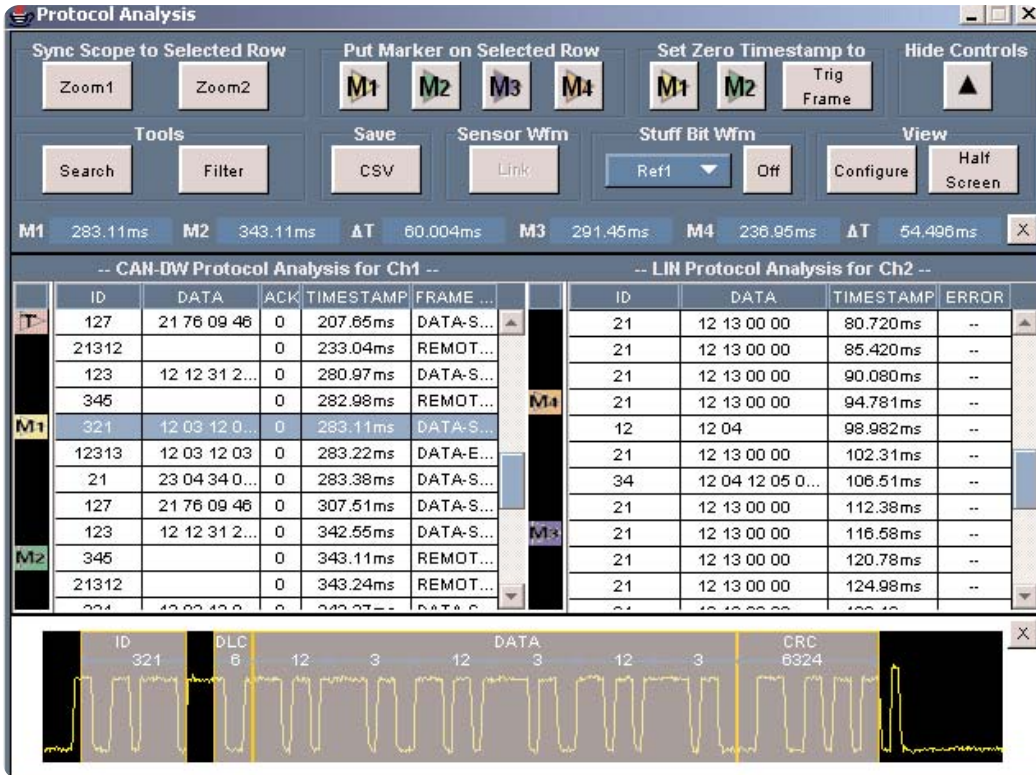 Protocol Analysis
Sync Scope to Selected Row Put Marker on Selected Row Set Zero Timestamp to Hide Controls
Zoom1 Zoom2 M1 M2 M3 M4 M1 M2 Trig Frame
Tools Save Sensor Wfm Stuff Bit Wfm View
Search Filter CSV Link Ref1 Off Configure Half Screen
M1 283.11ms M2 343.11ms ΔT 60.004ms M3 291.45ms M4 236.95ms ΔT 54.496ms X
-- CAN-DW Protocol Analysis for Ch1 -- -- LIN Protocol Analysis for Ch2 --
ID DATA ACK TIMESTAMP FRAME ... ID DATA TIMESTAMP ERROR
T 127 21 76 09 46 0 207.65ms DATA-S... 21 12 13 00 00 80.720ms --
21312 0 233.04ms REMOT... 21 12 13 00 00 85.420ms --
123 12 12 31 2... 0 280.97ms DATA-S... 21 12 13 00 00 90.080ms --
345 0 282.98ms REMOT... M4 21 12 13 00 00 94.781ms --
M1 321 12 03 12 0... 0 283.11ms DATA-S... 12 12 04 98.982ms --
12313 12 03 12 03 0 283.22ms DATA-E... 21 12 13 00 00 102.31ms --
21 23 04 34 0... 0 283.38ms DATA-S... 34 12 04 12 05 0... 106.51ms --
127 21 76 09 46 0 307.51ms DATA-S... 21 12 13 00 00 112.38ms --
123 12 12 31 2... 0 342.55ms DATA-S... M3 21 12 13 00 00 116.58ms --
M2 345 0 343.11ms REMOT... 21 12 13 00 00 120.78ms --
21312 0 343.24ms REMOT... 21 12 13 00 00 124.98ms --
X
ID DLC DATA CRC
321 6 12 3 12 3 12 3 6324